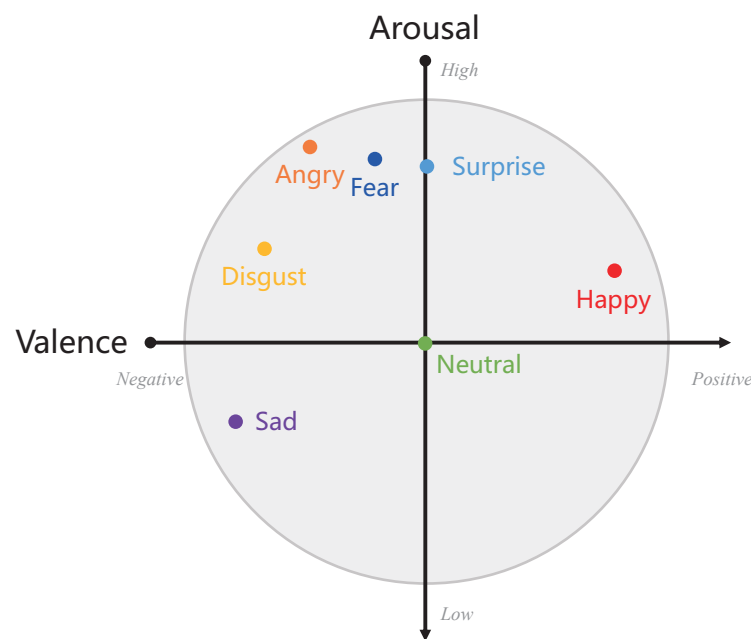 Arousal
High
Angry
Fear
Surprise
Disgust
Happy
Valence
Neutral
Negative
Positive
Sad
Low